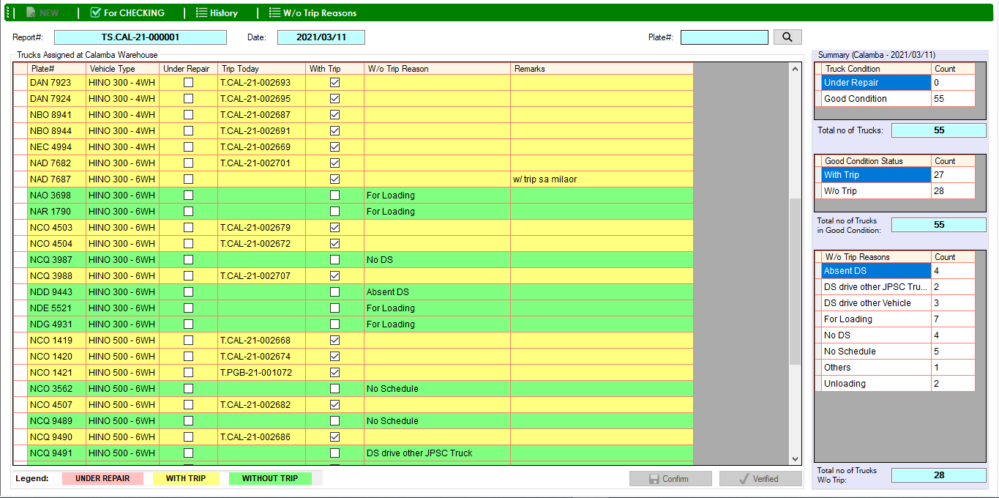 NEW For CHECKING History W/o Trip Reasons
Report#: TS.CAL-21-000001 Date: 2021/03/11 Plate#:
Trucks Assigned at Calamba Warehouse
Plate# Vehicle Type Under Repair Trip Today With Trip W/o Trip Reason Remarks
DAN 7923 HINO 300 - 4WH T.CAL-21-002693
DAN 7924 HINO 300 - 4WH T.CAL-21-002695
NBO 8941 HINO 300 - 4WH T.CAL-21-002687
NBO 8944 HINO 300 - 4WH T.CAL-21-002691
NEC 4994 HINO 300 - 4WH T.CAL-21-002669
NAD 7682 HINO 300 - 6WH T.CAL-21-002701
NAD 7687 HINO 300 - 6WH w/ trip sa milaor
NAO 3698 HINO 300 - 6WH For Loading
NAR 1790 HINO 300 - 6WH For Loading
NCO 4503 HINO 300 - 6WH T.CAL-21-002679
NCO 4504 HINO 300 - 6WH T.CAL-21-002672
NCQ 3987 HINO 300 - 6WH No DS
NCQ 3988 HINO 300 - 6WH T.CAL-21-002707
NDD 9443 HINO 300 - 6WH Absent DS
NDE 5521 HINO 300 - 6WH For Loading
NDG 4931 HINO 300 - 6WH For Loading
NCO 1419 HINO 500 - 6WH T.CAL-21-002668
NCO 1420 HINO 500 - 6WH T.CAL-21-002674
NCO 1421 HINO 500 - 6WH T.PGB-21-001072
NCO 3562 HINO 500 - 6WH No Schedule
NCO 4507 HINO 500 - 6WH T.CAL-21-002682
NCQ 9489 HINO 500 - 6WH No Schedule
NCQ 9490 HINO 500 - 6WH T.CAL-21-002686
NCQ 9491 HINO 500 - 6WH DS drive other JPSC Truck
Legend: UNDER REPAIR WITH TRIP WITHOUT TRIP Confirm Verified
Summary (Calamba - 2021/03/11)
Truck Condition Count
Under Repair 0
Good Condition 55
Total no of Trucks: 55
Good Condition Status Count
With Trip 27
W/o Trip 28
Total no of Trucks
in Good Condition: 55
W/o Trip Reasons Count
Absent DS 4
DS drive other JPSC Tru... 2
DS drive other Vehicle 3
For Loading 7
No DS 4
No Schedule 5
Others 1
Unloading 2
Total no of Trucks
W/o Trip: 28